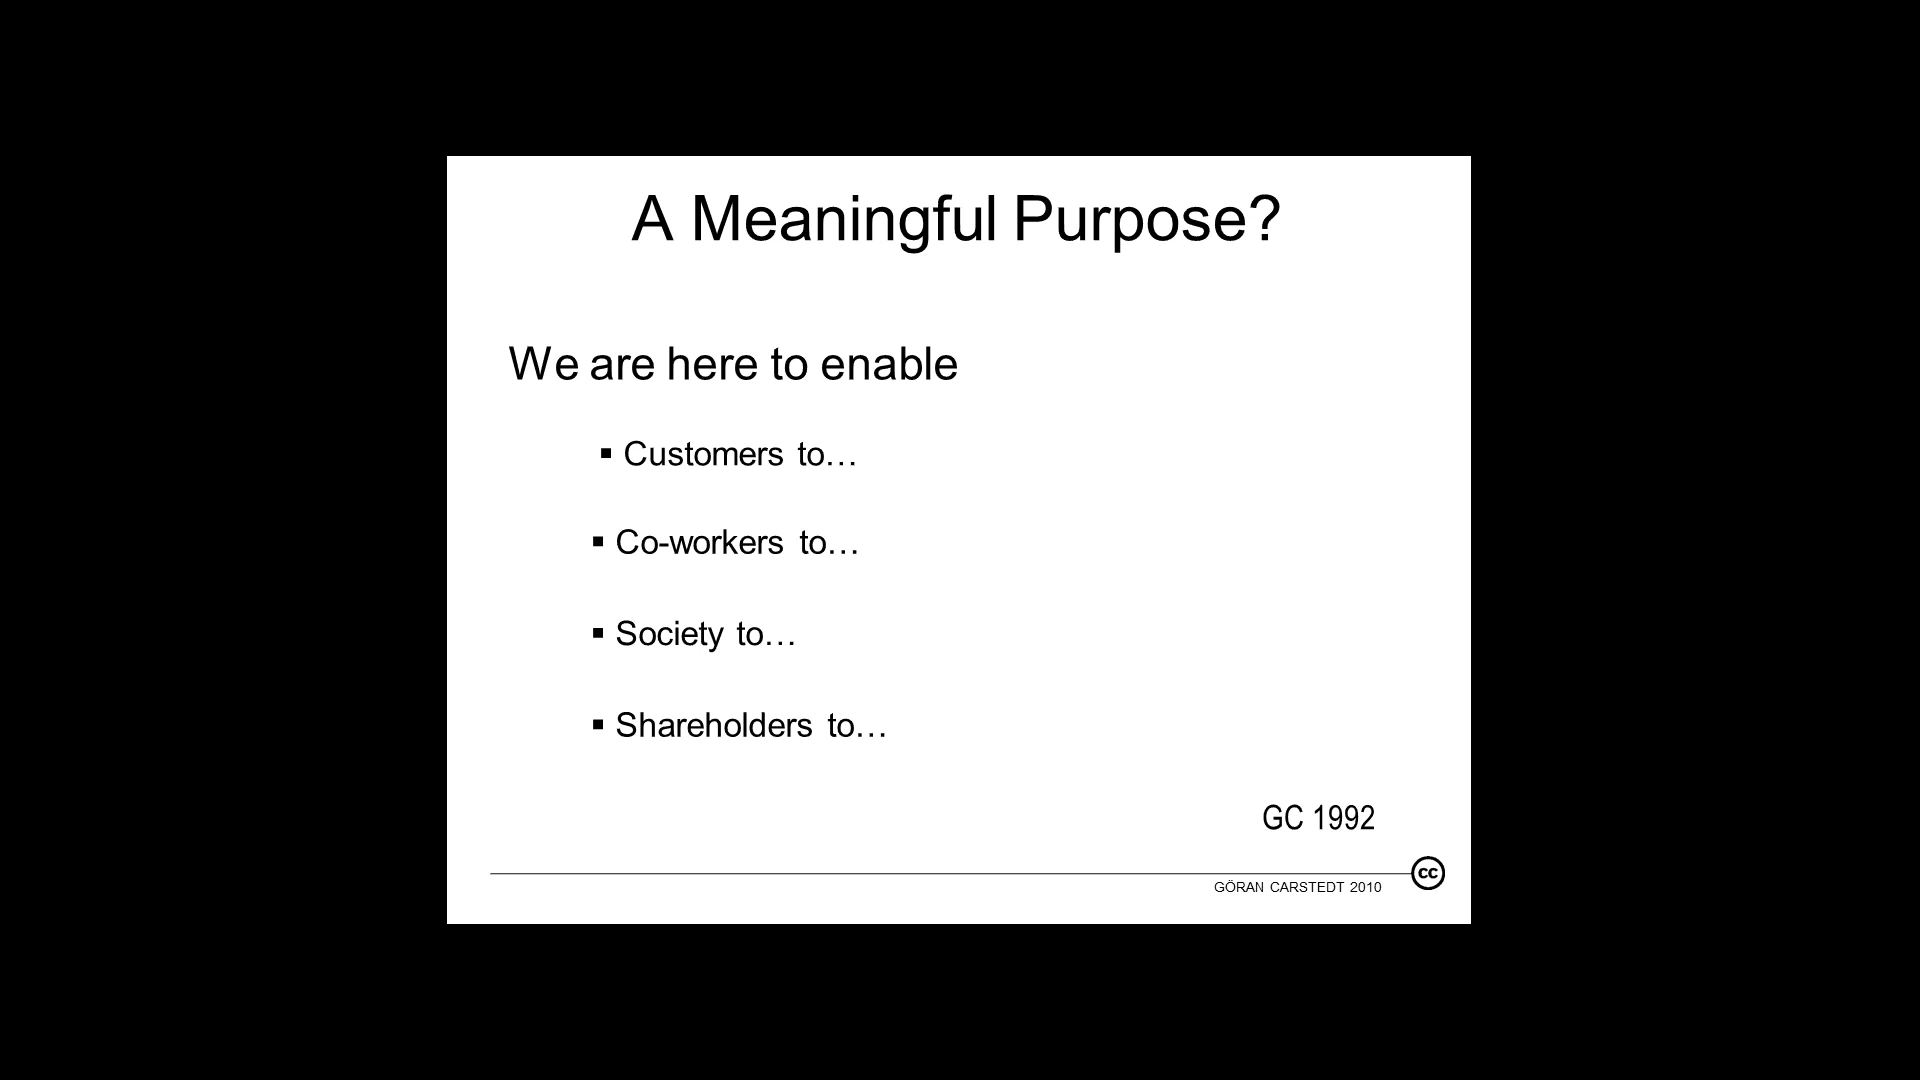 A Meaningful Purpose?
We are here to enable
▪ Customers to…
▪ Co-workers to…
▪ Society to…
▪ Shareholders to…
GC 1992
cc
GÖRAN CARSTEDT 2010